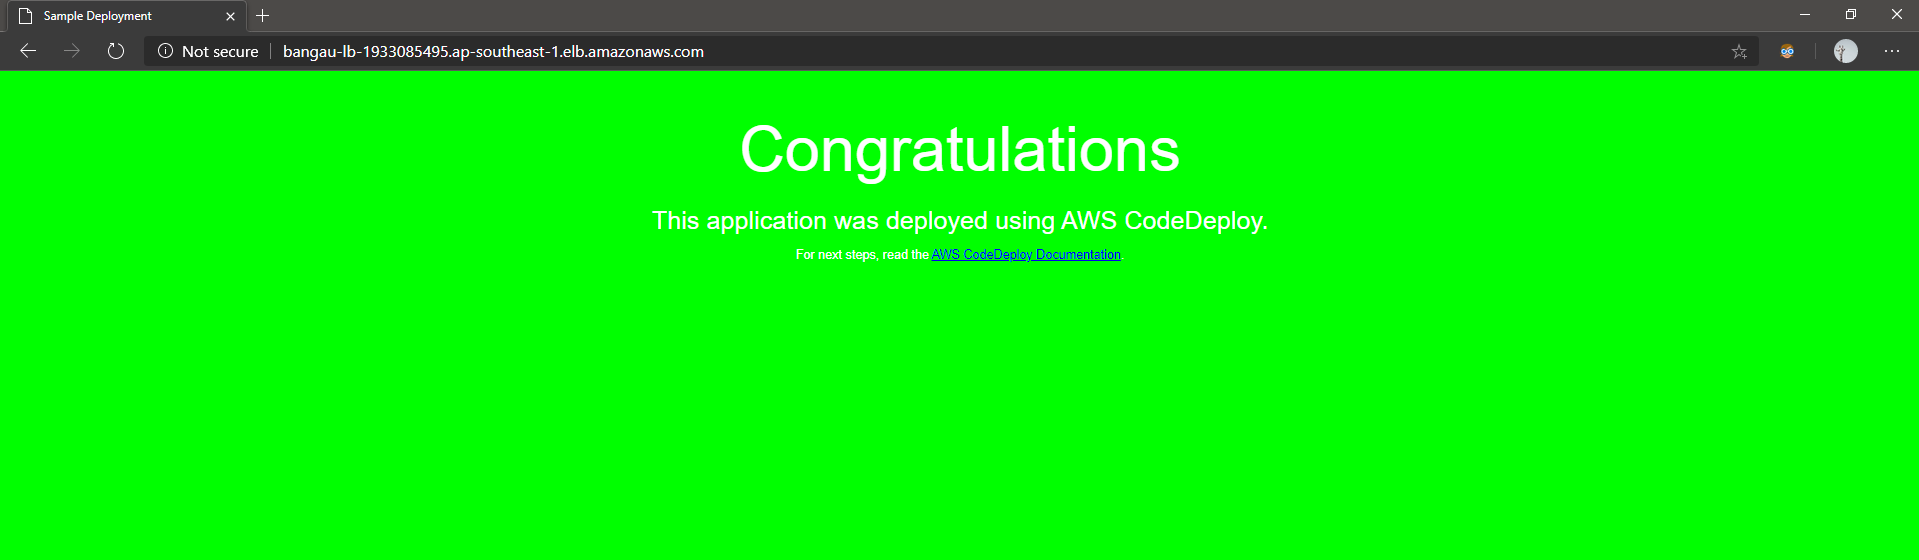 Sample Deployment
Not secure
bangau-lb-1933085495.ap-southeast-1.elb.amazonaws.com
Congratulations
This application was deployed using AWS CodeDeploy.
For next steps, read the AWS CodeDeploy Documentation.